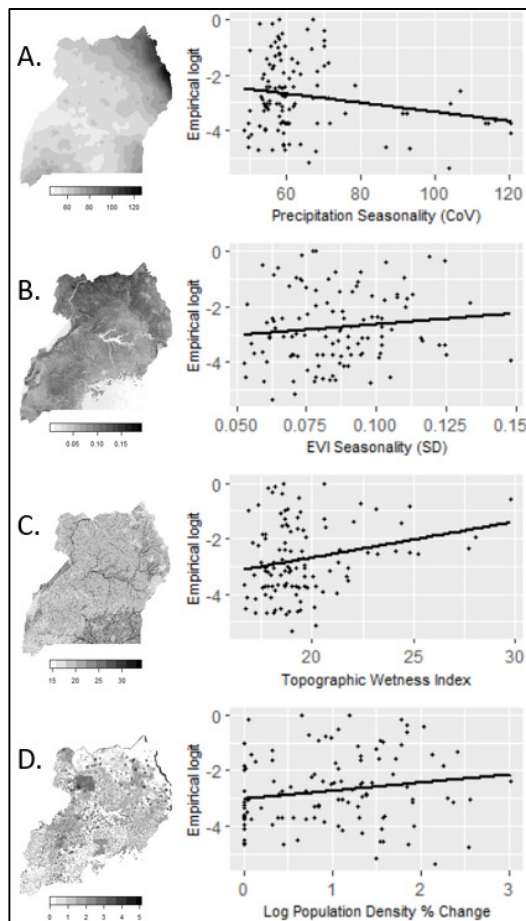 A.
60 80 100 120
Empirical logit
0
-2
-4
60 80 100 120
Precipitation Seasonality (CoV)
B.
0.05 0.10 0.15
Empirical logit
0
-2
-4
0.050 0.075 0.100 0.125 0.150
EVI Seasonality (SD)
C.
15 20 25 30
Empirical logit
0
-2
-4
20 25 30
Topographic Wetness Index
D.
0 1 2 3 4 5
Empirical logit
0
-2
-4
0 1 2 3
Log Population Density % Change